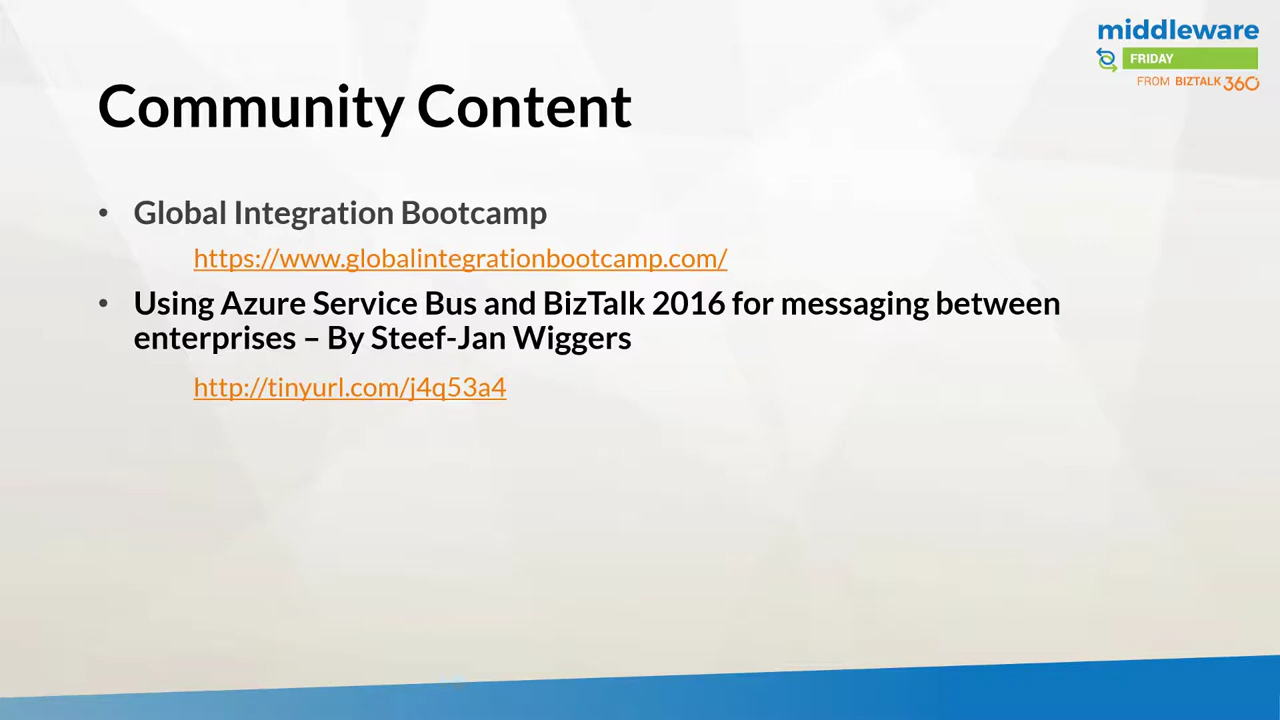 middleware
FRIDAY
FROM BIZTALK 360
Community Content
• Global Integration Bootcamp
https://www.globalintegrationbootcamp.com/
• Using Azure Service Bus and BizTalk 2016 for messaging between
enterprises – By Steef-Jan Wiggers
http://tinyurl.com/j4q53a4